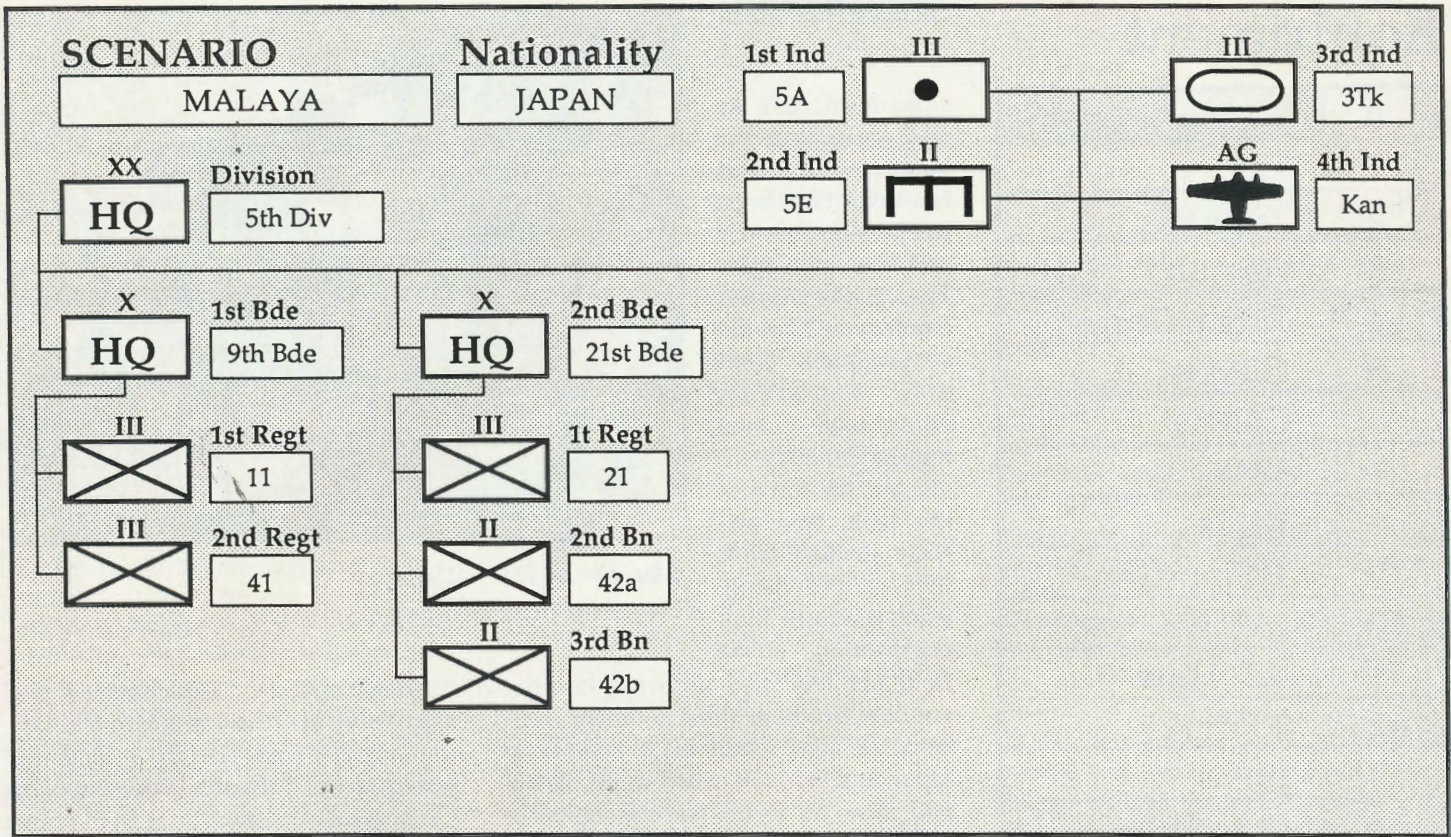 SCENARIO Nationality
MALAYA JAPAN
1st Ind III III 3rd Ind
5A 3Tk
2nd Ind II AG 4th Ind
5E Kan
XX Division
HQ 5th Div
X 1st Bde X 2nd Bde
HQ 9th Bde HQ 21st Bde
III 1st Regt III 1t Regt
11 21
III 2nd Regt II 2nd Bn
41 42a
II 3rd Bn
42b